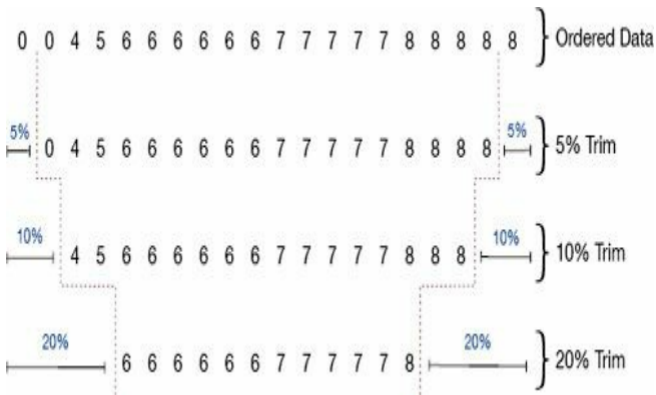 0 0 4 5 6 6 6 6 6 6 7 7 7 7 7 8 8 8 8 8 Ordered Data
5% 0 4 5 6 6 6 6 6 6 7 7 7 7 7 8 8 8 8 5% 5% Trim
10% 4 5 6 6 6 6 6 6 7 7 7 7 7 8 8 8 10% 10% Trim
20% 6 6 6 6 6 6 7 7 7 7 7 8 20% 20% Trim